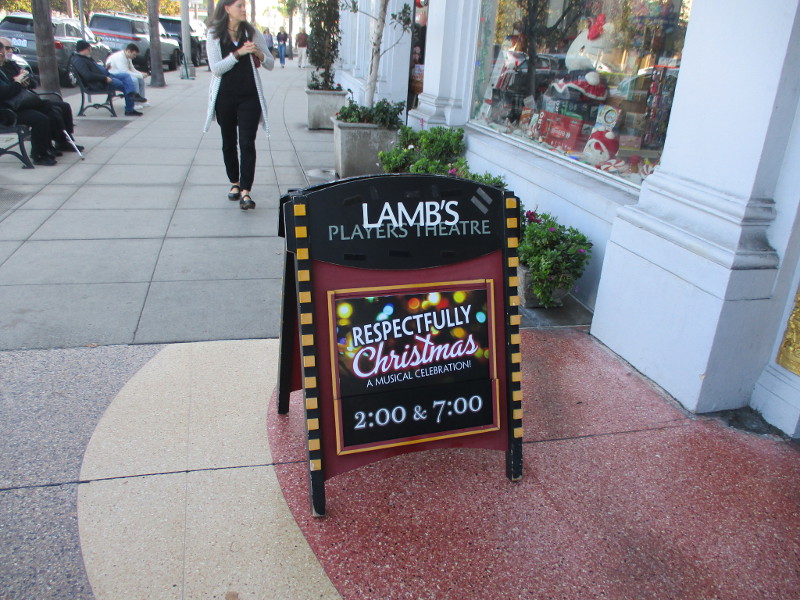 LAMB'S
PLAYERS THEATRE
RESPECTFULLY
Christmas
A MUSICAL CELEBRATION!
2:00 & 7:00